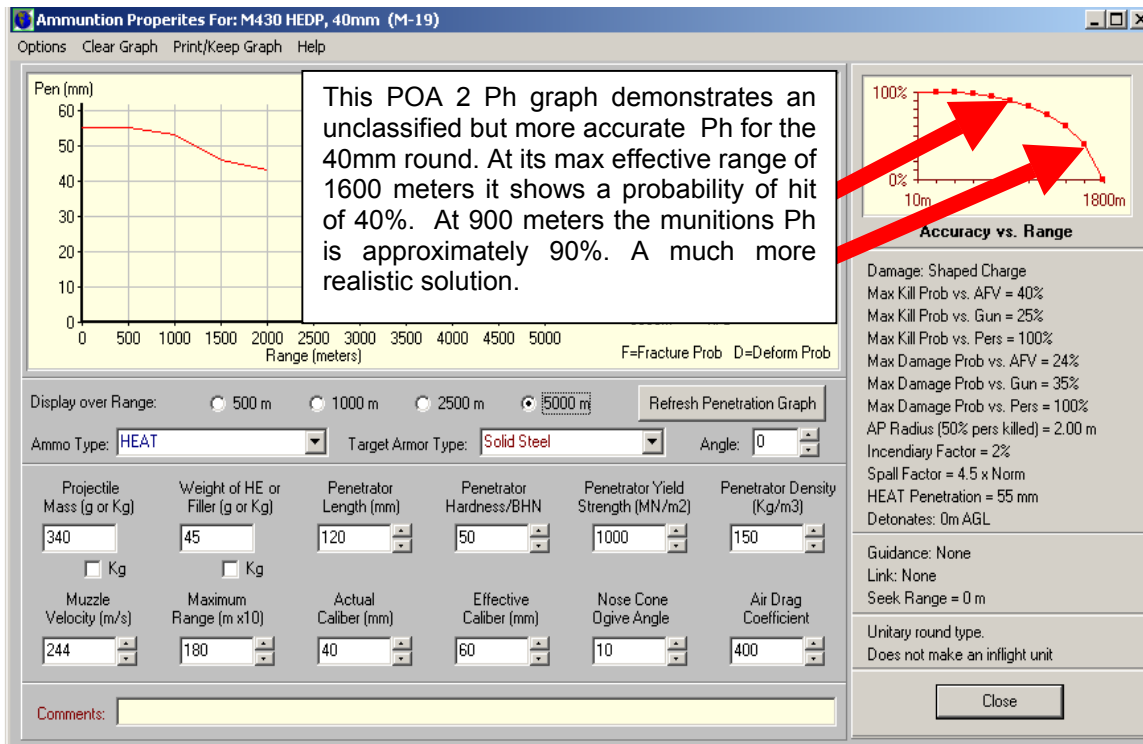 Ammuntion Properites For: M430 HEDP, 40mm (M-19)
Options Clear Graph Print/Keep Graph Help
Pen (mm)
60
50
40
30
20
10
0
0 500 1000 1500 2000 2500 3000 3500 4000 4500 5000
Range (meters)
F=Fracture Prob D=Deform Prob
This POA 2 Ph graph demonstrates an
unclassified but more accurate Ph for the
40mm round. At its max effective range of
1600 meters it shows a probability of hit
of 40%. At 900 meters the munitions Ph
is approximately 90%. A much more
realistic solution.
100%
0%
10m 1800m
Accuracy vs. Range
Damage: Shaped Charge
Max Kill Prob vs. AFV = 40%
Max Kill Prob vs. Gun = 25%
Max Kill Prob vs. Pers = 100%
Max Damage Prob vs. AFV = 24%
Max Damage Prob vs. Gun = 35%
Max Damage Prob vs. Pers = 100%
AP Radius (50% pers killed) = 2.00 m
Incendiary Factor = 2%
Spall Factor = 4.5 x Norm
HEAT Penetration = 55 mm
Detonates: 0m AGL
Guidance: None
Link: None
Seek Range = 0 m
Unitary round type.
Does not make an inflight unit
Close
Display over Range: 500 m 1000 m 2500 m 5000 m Refresh Penetration Graph
Ammo Type: HEAT Target Armor Type: Solid Steel Angle: 0
Projectile Weight of HE or Penetrator Penetrator Penetrator Yield Penetrator Density
Mass (g or Kg) Filler (g or Kg) Length (mm) Hardness/BHN Strength (MN/m2) (Kg/m3)
340 45 120 50 1000 150
Kg Kg
Muzzle Maximum Actual Effective Nose Cone Air Drag
Velocity (m/s) Range (m x10) Caliber (mm) Caliber (mm) Ogive Angle Coefficient
244 180 40 60 10 400
Comments: